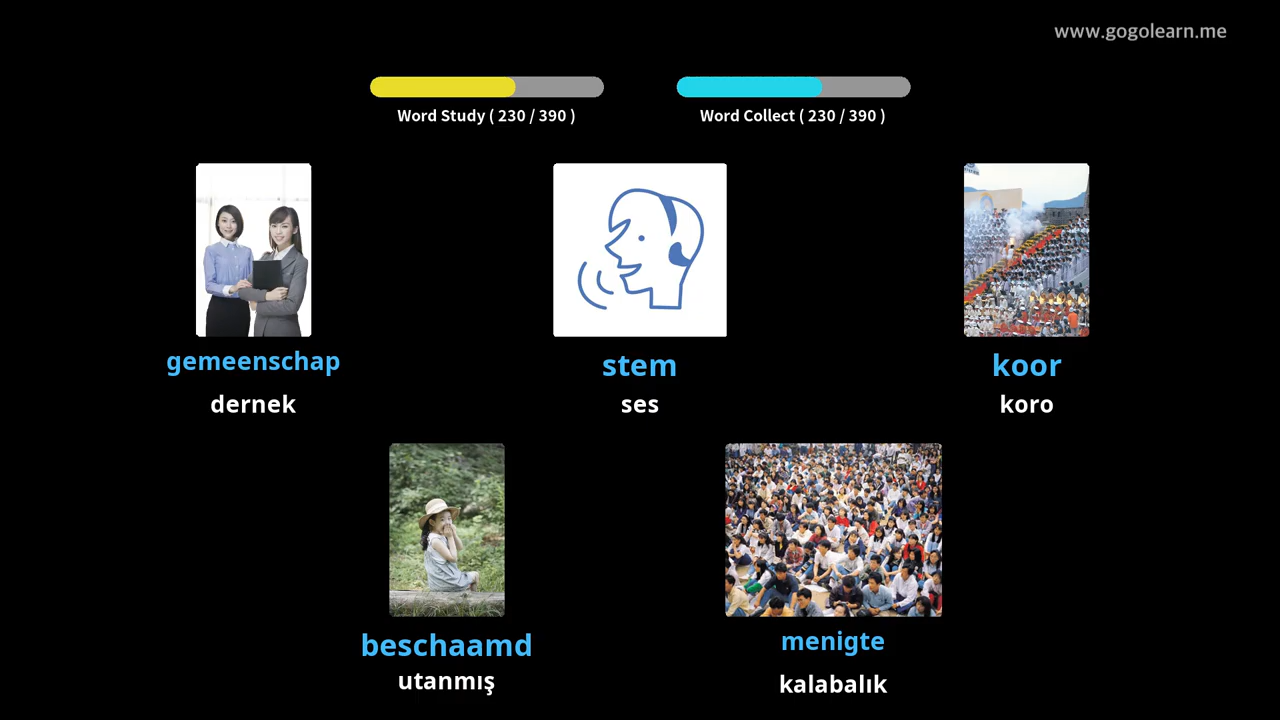 www.gogolearn.me
Word Study ( 230 / 390 )
Word Collect ( 230 / 390 )
gemeenschap
dernek
stem
ses
koor
koro
beschaamd
utanmış
menigte
kalabalık